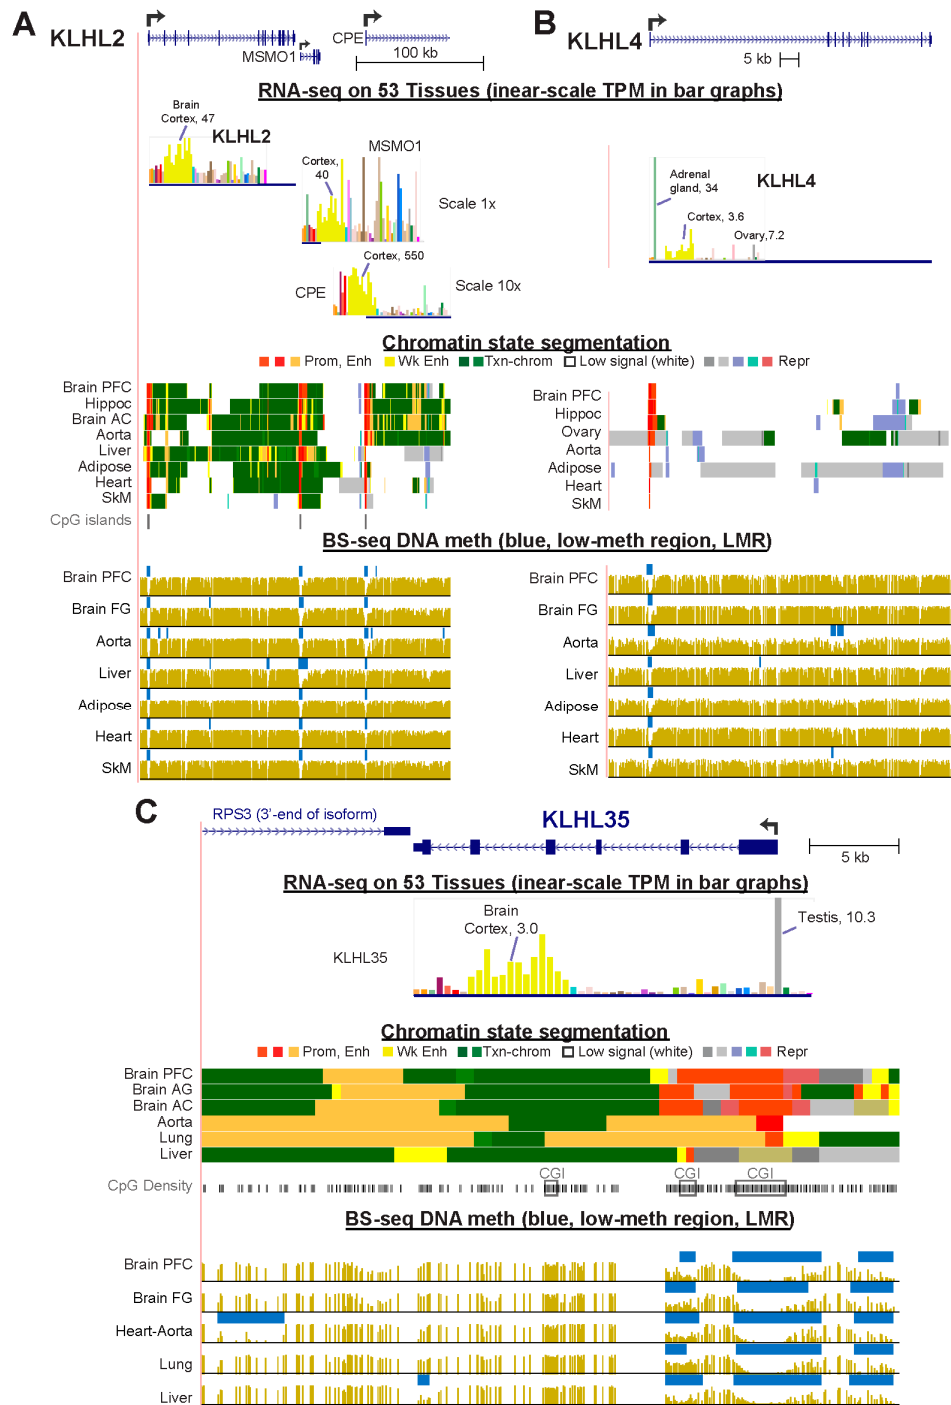 A
KLHL2
MSMO1
CPE
100 kb
B
KLHL4
5 kb
RNA-seq on 53 Tissues (inear-scale TPM in bar graphs)
Brain
Cortex, 47
KLHL2
MSMO1
Cortex,
40
Scale 1x
Cortex, 550
CPE
Scale 10x
Adrenal
gland, 34
KLHL4
Cortex, 3.6
Ovary,7.2
Chromatin state segmentation
Prom, Enh
Wk Enh
Txn-chrom
Low signal (white)
Repr
Brain PFC
Hippoc
Brain AC
Aorta
Liver
Adipose
Heart
SkM
CpG islands
Brain PFC
Hippoc
Ovary
Aorta
Adipose
Heart
SkM
BS-seq DNA meth (blue, low-meth region, LMR)
Brain PFC
Brain FG
Aorta
Liver
Adipose
Heart
SkM
Brain PFC
Brain FG
Aorta
Liver
Adipose
Heart
SkM
C
RPS3 (3'-end of isoform)
KLHL35
5 kb
RNA-seq on 53 Tissues (inear-scale TPM in bar graphs)
Brain
Cortex, 3.0
Testis, 10.3
KLHL35
Chromatin state segmentation
Prom, Enh
Wk Enh
Txn-chrom
Low signal (white)
Repr
Brain PFC
Brain AG
Brain AC
Aorta
Lung
Liver
CGI
CGI
CGI
CpG Density
BS-seq DNA meth (blue, low-meth region, LMR)
Brain PFC
Brain FG
Heart-Aorta
Lung
Liver